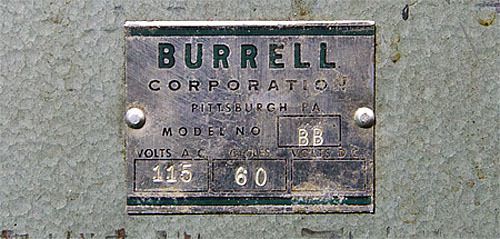 BURRELL
CORPORATION
PITTSBURGH PA
MODEL NO BB
VOLTS A.C. CYCLES VOLTS D.C.
115 60